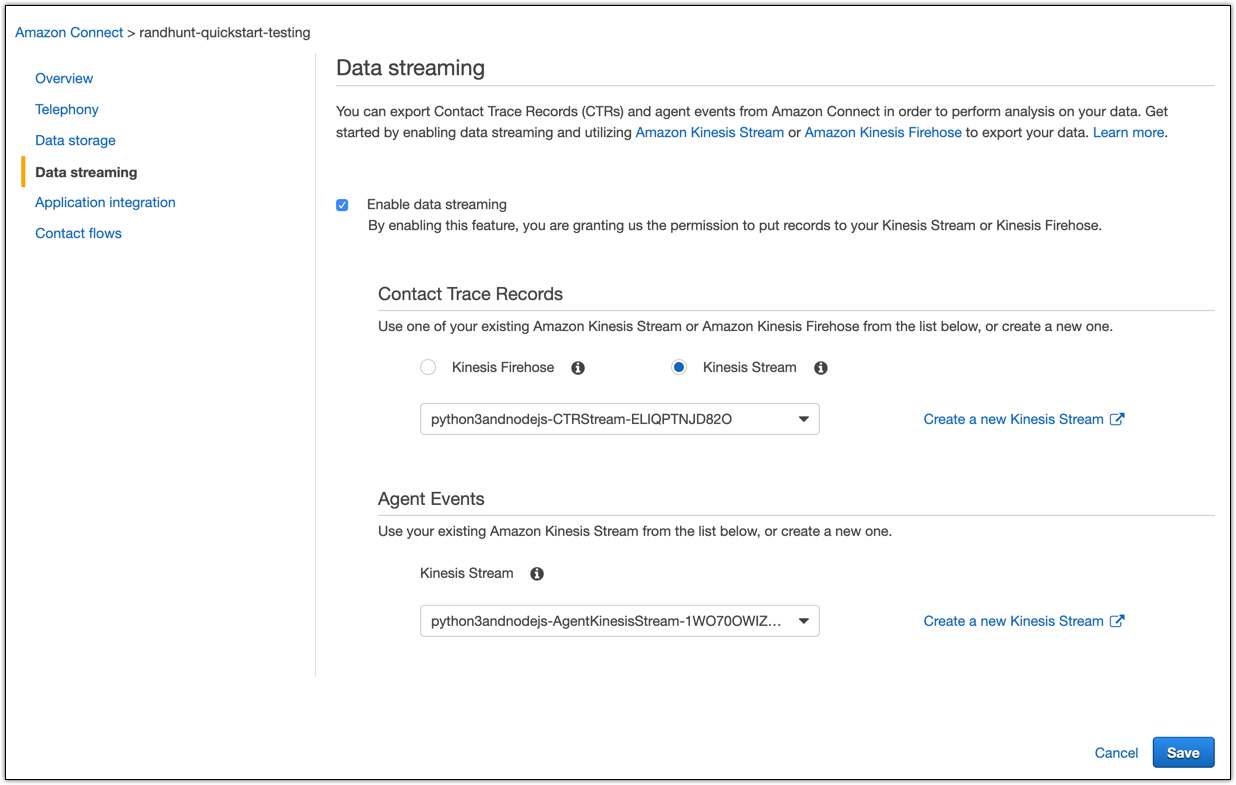 Amazon Connect > randhunt-quickstart-testing
Overview
Telephony
Data storage
Data streaming
Application integration
Contact flows
Data streaming
You can export Contact Trace Records (CTRs) and agent events from Amazon Connect in order to perform analysis on your data. Get
started by enabling data streaming and utilizing Amazon Kinesis Stream or Amazon Kinesis Firehose to export your data. Learn more.
Enable data streaming
By enabling this feature, you are granting us the permission to put records to your Kinesis Stream or Kinesis Firehose.
Contact Trace Records
Use one of your existing Amazon Kinesis Stream or Amazon Kinesis Firehose from the list below, or create a new one.
Kinesis Firehose Kinesis Stream
python3andnodejs-CTRStream-ELIQPTNJD82O Create a new Kinesis Stream
Agent Events
Use your existing Amazon Kinesis Stream from the list below, or create a new one.
Kinesis Stream
python3andnodejs-AgentKinesisStream-1WO70OWIZ... Create a new Kinesis Stream
Cancel Save